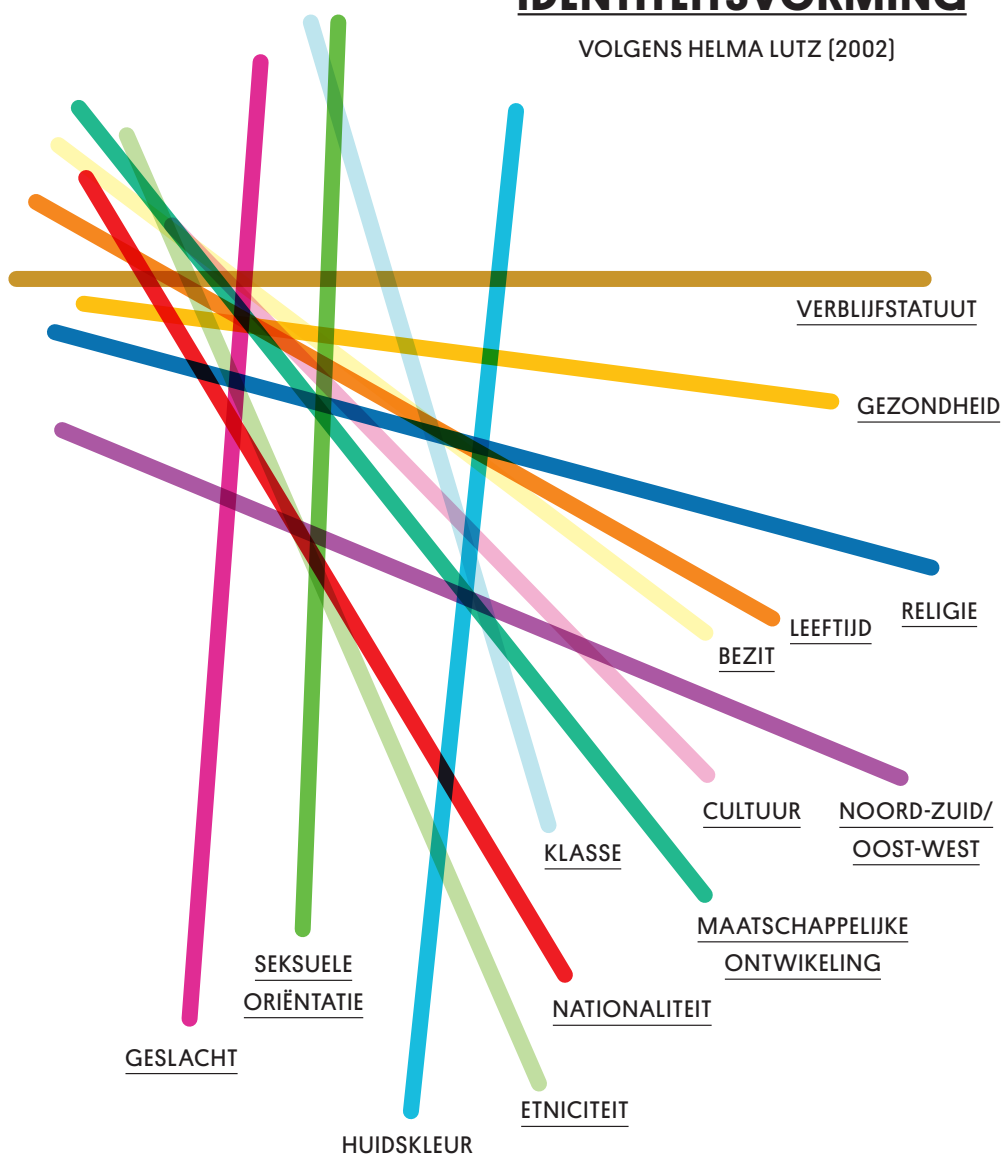 IDENTITEITSVORMING
VOLGENS HELMA LUTZ (2002)
VERBLIJFSTATUUT
GEZONDHEID
RELIGIE
LEEFTIJD
BEZIT
NOORD-ZUID/
OOST-WEST
CULTUUR
KLASSE
MAATSCHAPPELIJKE
ONTWIKELING
SEKSUELE
ORIËNTATIE
NATIONALITEIT
GESLACHT
ETNICITEIT
HUIDSKLEUR